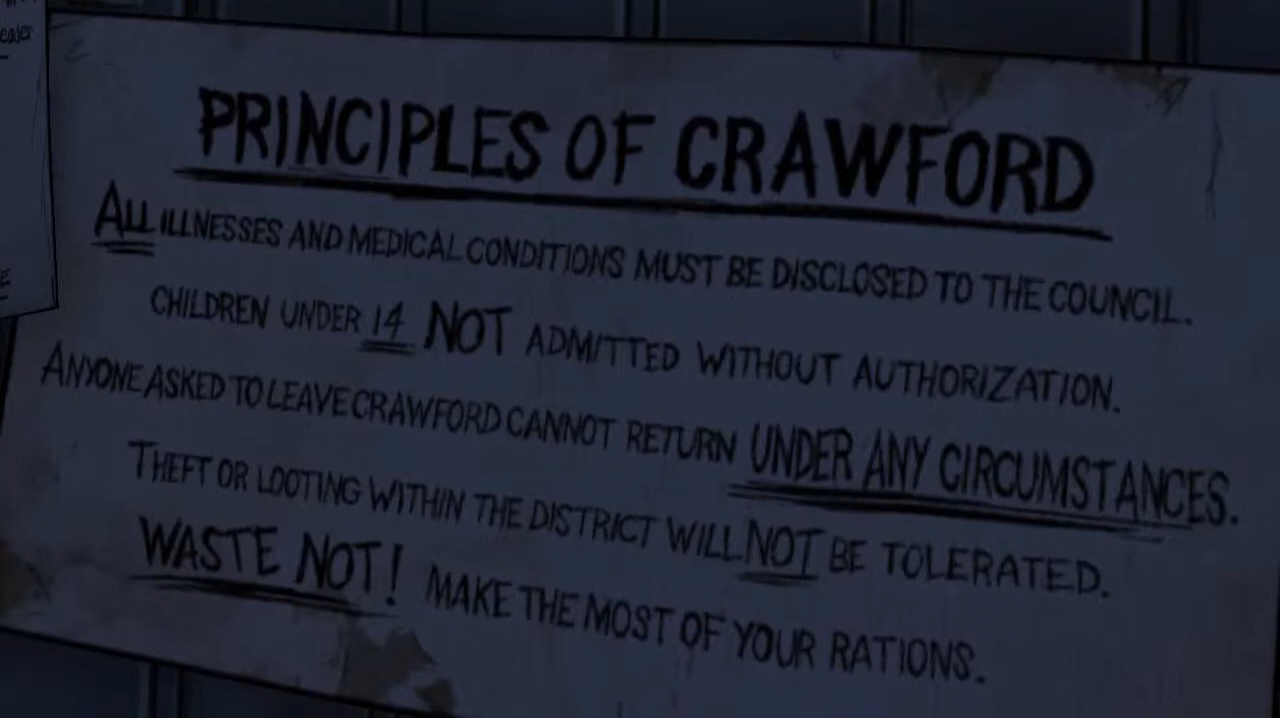 eader
E
PRINCIPLES OF CRAWFORD
ALL ILLNESSES AND MEDICAL CONDITIONS MUST BE DISCLOSED TO THE COUNCIL.
CHILDREN UNDER 14 NOT ADMITTED WITHOUT AUTHORIZATION.
ANYONE ASKED TO LEAVE CRAWFORD CANNOT RETURN UNDER ANY CIRCUMSTANCES.
THEFT OR LOOTING WITHIN THE DISTRICT WILL NOT BE TOLERATED.
WASTE NOT! MAKE THE MOST OF YOUR RATIONS.